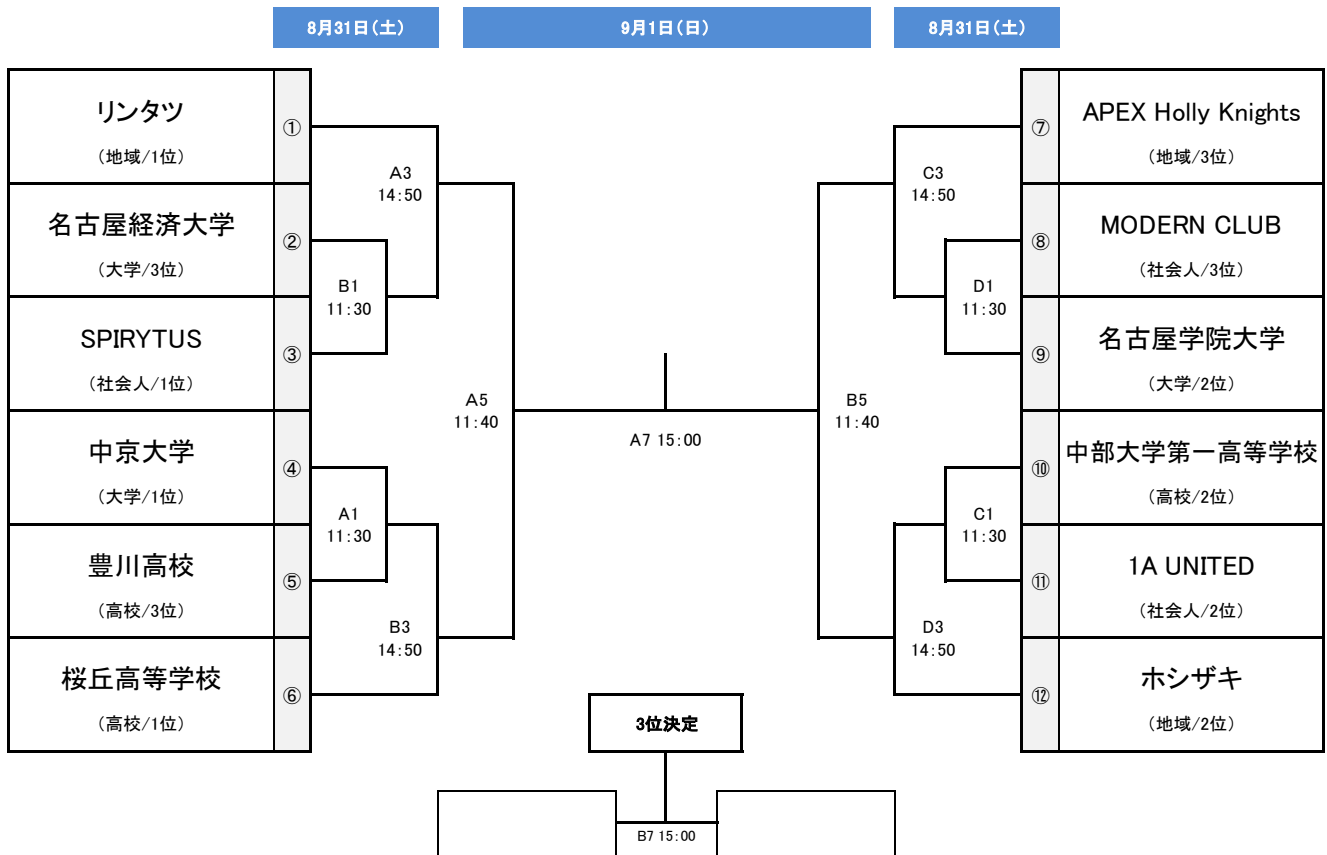 8月31日(土)
9月1日(日)
8月31日(土)
リンタツ
(地域/1位)
①
名古屋経済大学
(大学/3位)
②
SPIRYTUS
(社会人/1位)
③
中京大学
(大学/1位)
④
豊川高校
(高校/3位)
⑤
桜丘高等学校
(高校/1位)
⑥
A3
14:50
B1
11:30
A1
11:30
B3
14:50
A5
11:40
A7 15:00
B5
11:40
C3
14:50
D1
11:30
C1
11:30
D3
14:50
⑦
APEX Holly Knights
(地域/3位)
⑧
MODERN CLUB
(社会人/3位)
⑨
名古屋学院大学
(大学/2位)
⑩
中部大学第一高等学校
(高校/2位)
⑪
1A UNITED
(社会人/2位)
⑫
ホシザキ
(地域/2位)
3位決定
B7 15:00